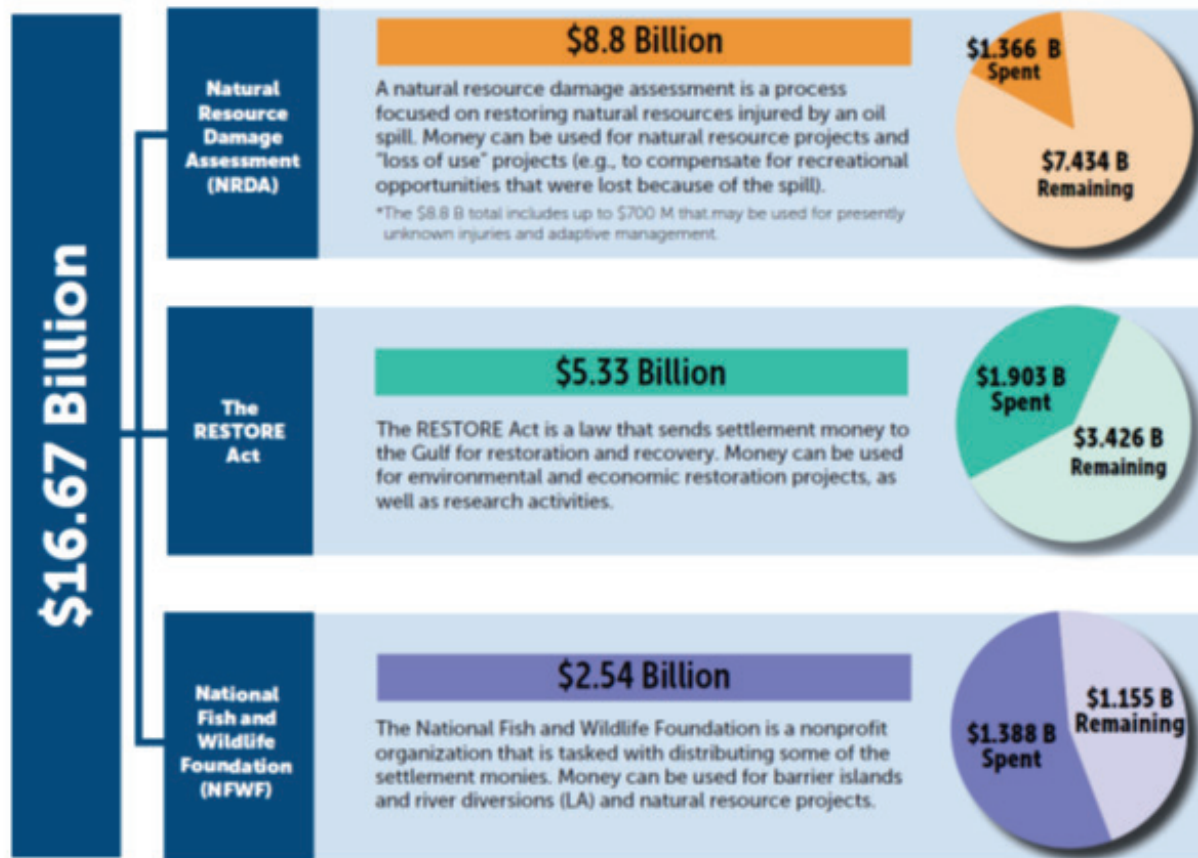 $16.67 Billion
Natural
Resource
Damage
Assessment
(NRDA)
$8.8 Billion
A natural resource damage assessment is a process
focused on restoring natural resources injured by an oil
spill. Money can be used for natural resource projects and
"loss of use" projects (e.g., to compensate for recreational
opportunities that were lost because of the spill).
*The $8.8 B total includes up to $700 M that may be used for presently
unknown injuries and adaptive management.
$1.366 B
Spent
$7.434 B
Remaining
The
RESTORE
Act
$5.33 Billion
The RESTORE Act is a law that sends settlement money to
the Gulf for restoration and recovery. Money can be used
for environmental and economic restoration projects, as
well as research activities.
$1.903 B
Spent
$3.426 B
Remaining
National
Fish and
Wildlife
Foundation
(NFWF)
$2.54 Billion
The National Fish and Wildlife Foundation is a nonprofit
organization that is tasked with distributing some of the
settlement monies. Money can be used for barrier islands
and river diversions (LA) and natural resource projects.
$1.388 B
Spent
$1.155 B
Remaining